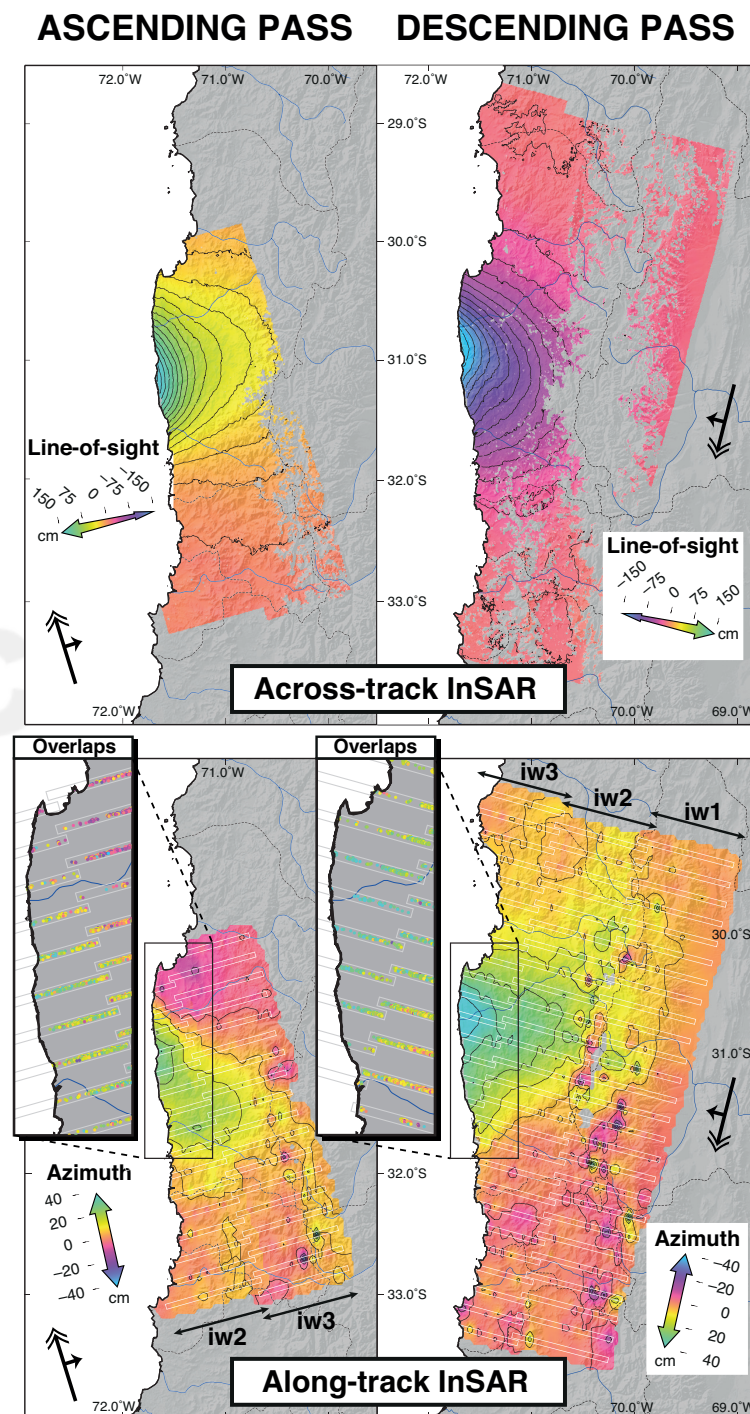 ASCENDING PASS DESCENDING PASS
72.0°W 71.0°W 70.0°W 72.0°W 71.0°W 70.0°W
29.0°S
30.0°S
31.0°S
32.0°S
33.0°S
Line-of-sight
150 75 0 −75 −150
cm
Line-of-sight
−150 −75 0 75 150
cm
72.0°W 70.0°W 69.0°W
Across-track InSAR
Overlaps
71.0°W
Overlaps
iw3
iw2
iw1
30.0°S
31.0°S
32.0°S
33.0°S
Azimuth
40
20
0
−20
−40
cm
iw2
iw3
Azimuth
−40
−20
0
20
cm 40
72.0°W 70.0°W 69.0°W
Along-track InSAR